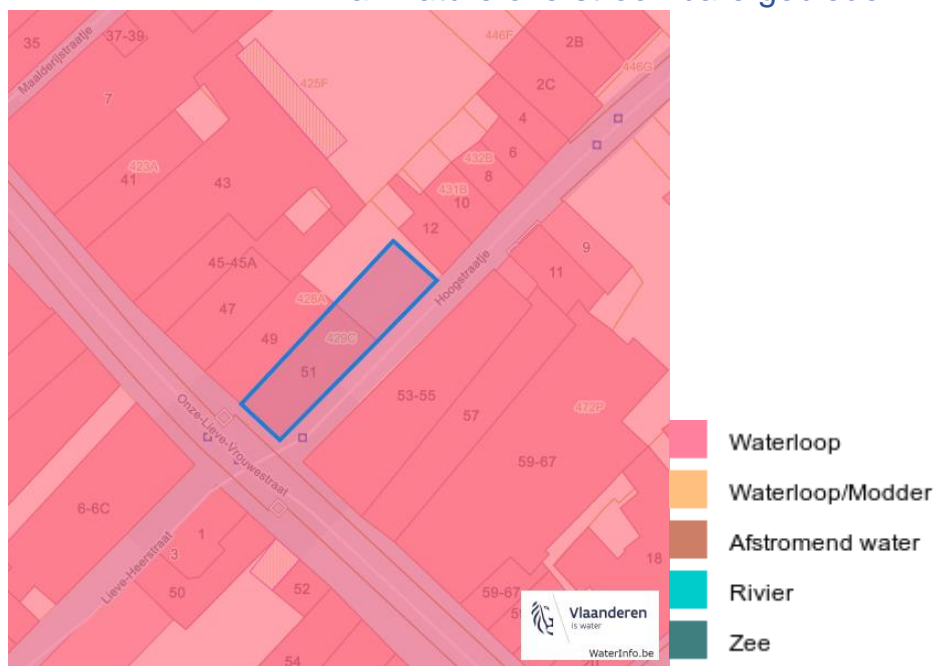 35
37-39
Maalderijstraatje
7
425F
446F
2B
446G
2C
4
6
432B
8
431B
10
12
423A
41
43
45-45A
47
428A
49
429C
51
Hoogstraatje
9
11
53-55
57
472P
59-67
Onze-Lieve-Vrouwestraat
6-6C
Lieve-Heerstraat
1
3
50
52
54
59-67
18
20
Vlaanderen
is water
WaterInfo.be
Waterloop
Waterloop/Modder
Afstromend water
Rivier
Zee